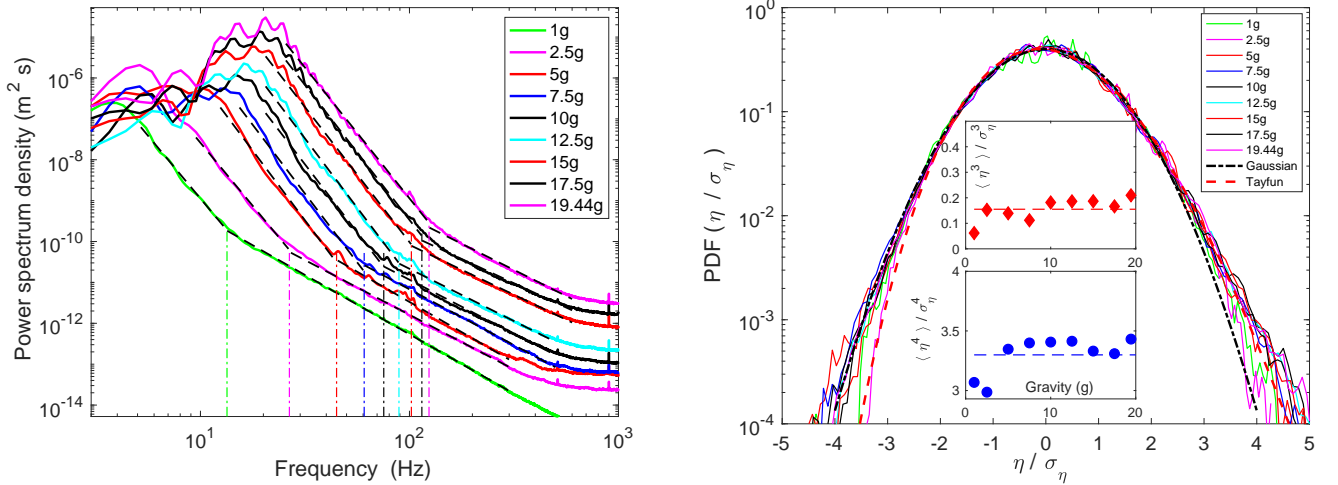 Power spectrum density (m² s)
10⁻⁶
10⁻⁸
10⁻¹⁰
10⁻¹²
10⁻¹⁴
10¹
10²
10³
Frequency (Hz)
1g
2.5g
5g
7.5g
10g
12.5g
15g
17.5g
19.44g
PDF (η / σ_η)
10⁰
10⁻¹
10⁻²
10⁻³
10⁻⁴
-5
-4
-3
-2
-1
0
1
2
3
4
5
η / σ_η
1g
2.5g
5g
7.5g
10g
12.5g
15g
17.5g
19.44g
Gaussian
Tayfun
⟨ η³ ⟩ / σ_η³
0.4
0.3
0.2
0.1
0
0
10
20
⟨ η⁴ ⟩ / σ_η⁴
4
3.5
3
0
10
20
Gravity (g)